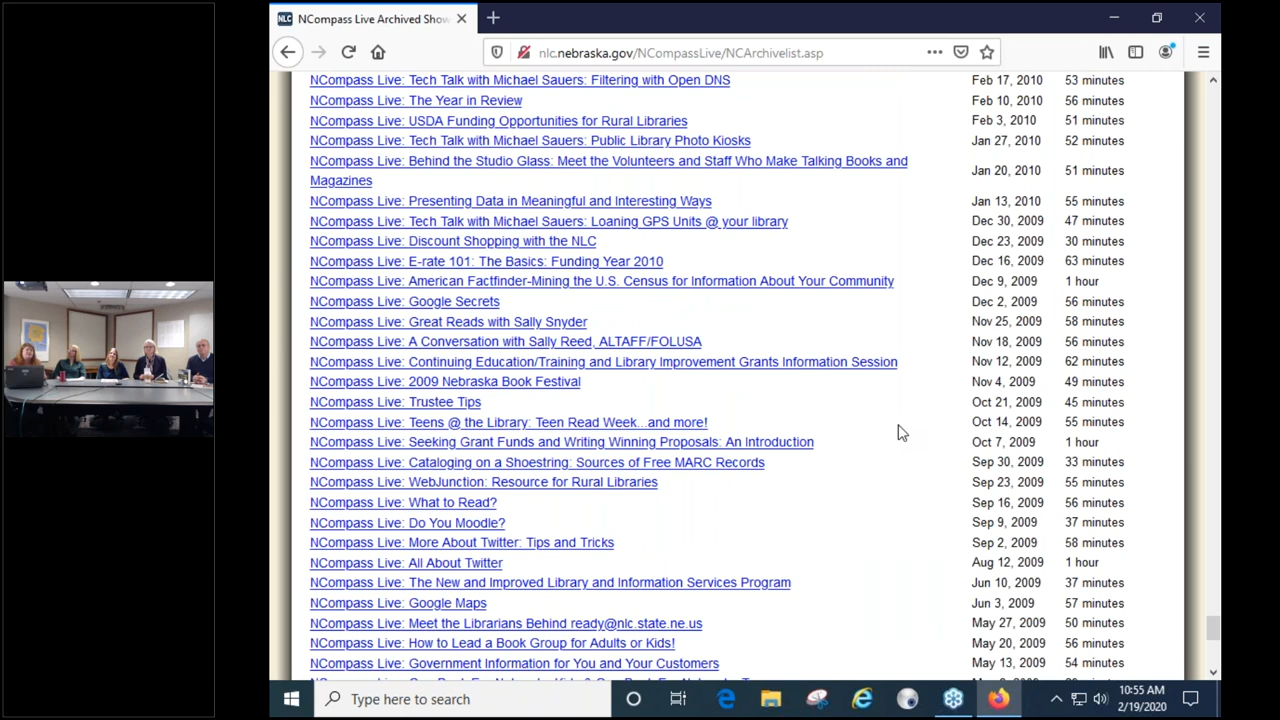 NLC NCompass Live Archived Show
nlc.nebraska.gov/NCompassLive/NCArchivelist.asp
NCompass Live: Tech Talk with Michael Sauers: Filtering with Open DNS Feb 17, 2010 53 minutes
NCompass Live: The Year in Review Feb 10, 2010 56 minutes
NCompass Live: USDA Funding Opportunities for Rural Libraries Feb 3, 2010 51 minutes
NCompass Live: Tech Talk with Michael Sauers: Public Library Photo Kiosks Jan 27, 2010 52 minutes
NCompass Live: Behind the Studio Glass: Meet the Volunteers and Staff Who Make Talking Books and
Magazines Jan 20, 2010 51 minutes
NCompass Live: Presenting Data in Meaningful and Interesting Ways Jan 13, 2010 55 minutes
NCompass Live: Tech Talk with Michael Sauers: Loaning GPS Units @ your library Dec 30, 2009 47 minutes
NCompass Live: Discount Shopping with the NLC Dec 23, 2009 30 minutes
NCompass Live: E-rate 101: The Basics: Funding Year 2010 Dec 16, 2009 63 minutes
NCompass Live: American Factfinder-Mining the U.S. Census for Information About Your Community Dec 9, 2009 1 hour
NCompass Live: Google Secrets Dec 2, 2009 56 minutes
NCompass Live: Great Reads with Sally Snyder Nov 25, 2009 58 minutes
NCompass Live: A Conversation with Sally Reed, ALTAFF/FOLUSA Nov 18, 2009 56 minutes
NCompass Live: Continuing Education/Training and Library Improvement Grants Information Session Nov 12, 2009 62 minutes
NCompass Live: 2009 Nebraska Book Festival Nov 4, 2009 49 minutes
NCompass Live: Trustee Tips Oct 21, 2009 45 minutes
NCompass Live: Teens @ the Library: Teen Read Week...and more! Oct 14, 2009 55 minutes
NCompass Live: Seeking Grant Funds and Writing Winning Proposals: An Introduction Oct 7, 2009 1 hour
NCompass Live: Cataloging on a Shoestring: Sources of Free MARC Records Sep 30, 2009 33 minutes
NCompass Live: WebJunction: Resource for Rural Libraries Sep 23, 2009 55 minutes
NCompass Live: What to Read? Sep 16, 2009 56 minutes
NCompass Live: Do You Moodle? Sep 9, 2009 37 minutes
NCompass Live: More About Twitter: Tips and Tricks Sep 2, 2009 58 minutes
NCompass Live: All About Twitter Aug 12, 2009 1 hour
NCompass Live: The New and Improved Library and Information Services Program Jun 10, 2009 37 minutes
NCompass Live: Google Maps Jun 3, 2009 57 minutes
NCompass Live: Meet the Librarians Behind ready@nlc.state.ne.us May 27, 2009 50 minutes
NCompass Live: How to Lead a Book Group for Adults or Kids! May 20, 2009 56 minutes
NCompass Live: Government Information for You and Your Customers May 13, 2009 54 minutes
Type here to search
10:55 AM
2/19/2020